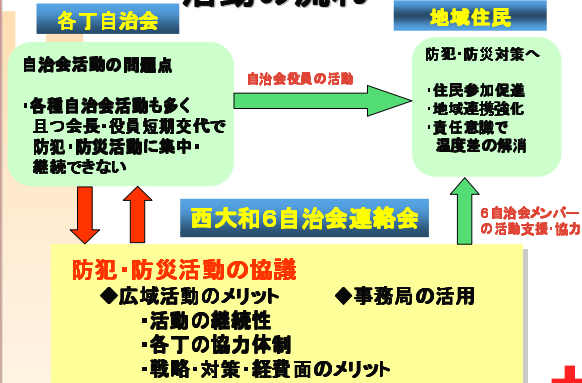 活動の流れ
各丁自治会
地域住民
自治会活動の問題点
・各種自治会活動も多く
且つ会長・役員短期交代で
防犯・防災活動に集中・
継続できない
自治会役員の活動
防犯・防災対策へ
・住民参加促進
・地域連携強化
・責任意識で
温度差の解消
西大和6自治会連絡会
6自治会メンバー
の活動支援・協力
防犯・防災活動の協議
◆広域活動のメリット
・活動の継続性
・各丁の協力体制
・戦略・対策・経費面のメリット
◆事務局の活用